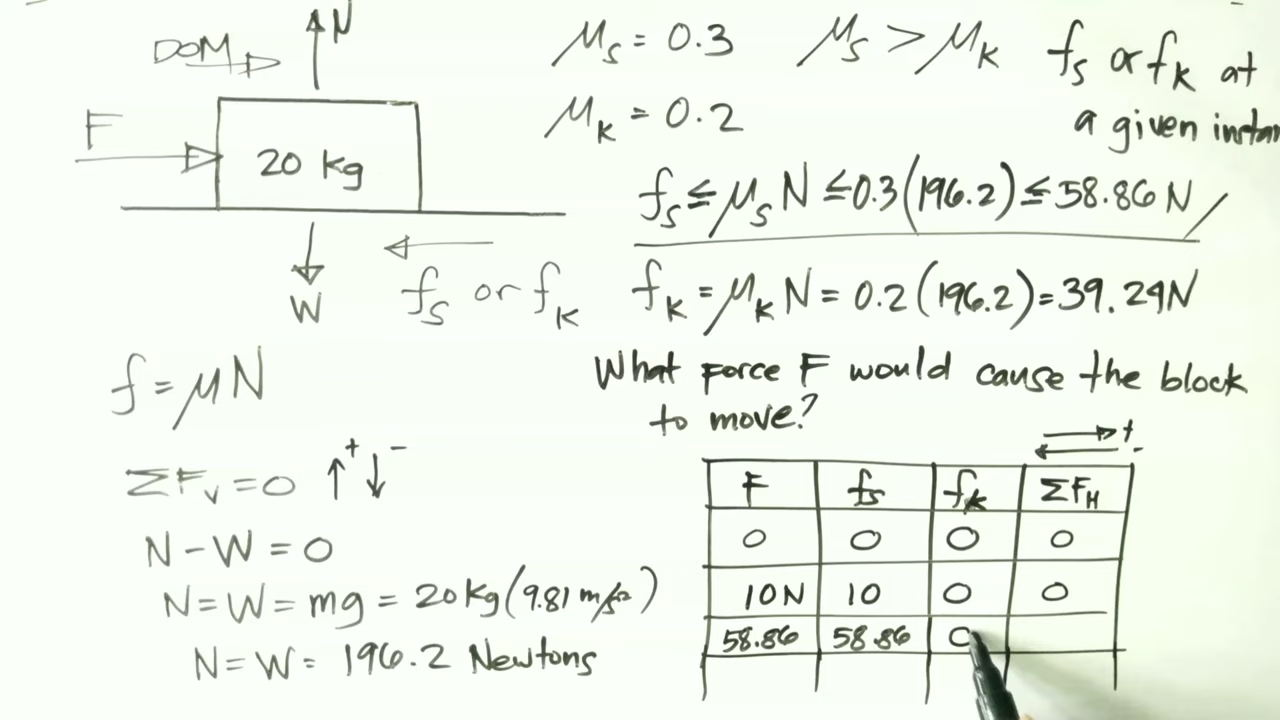 N
DOM
F
20 kg
W
fs or fK
μs = 0.3
μs > μK
fs or fK at
a given instan
μK = 0.2
fs ≤ μs N ≤ 0.3(196.2) ≤ 58.86 N
fK = μK N = 0.2(196.2) = 39.24N
f = μN
ΣFv = 0 ↑+ ↓-
N - W = 0
N = W = mg = 20kg(9.81 m/s²)
N = W = 196.2 Newtons
What Force F would cause the block
to move?
+
-
F fs fK ΣFH
0 0 0 0
10N 10 0 0
58.86 58.86 0